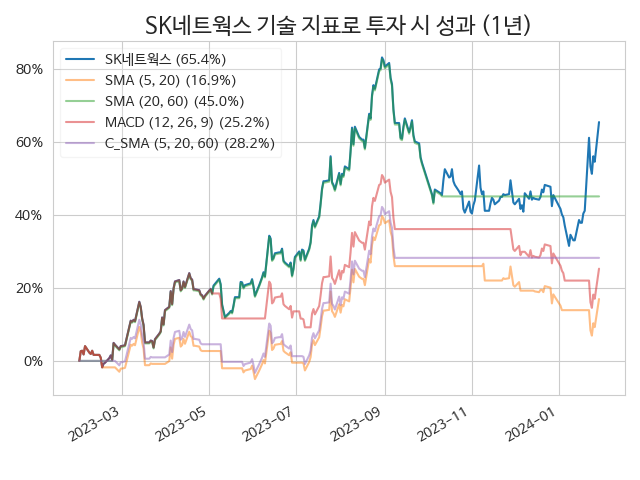 SK네트웍스 기술 지표로 투자 시 성과 (1년)
SK네트웍스 (65.4%)
SMA (5, 20) (16.9%)
SMA (20, 60) (45.0%)
MACD (12, 26, 9) (25.2%)
C_SMA (5, 20, 60) (28.2%)
80%
60%
40%
20%
0%
2023-03
2023-05
2023-07
2023-09
2023-11
2024-01